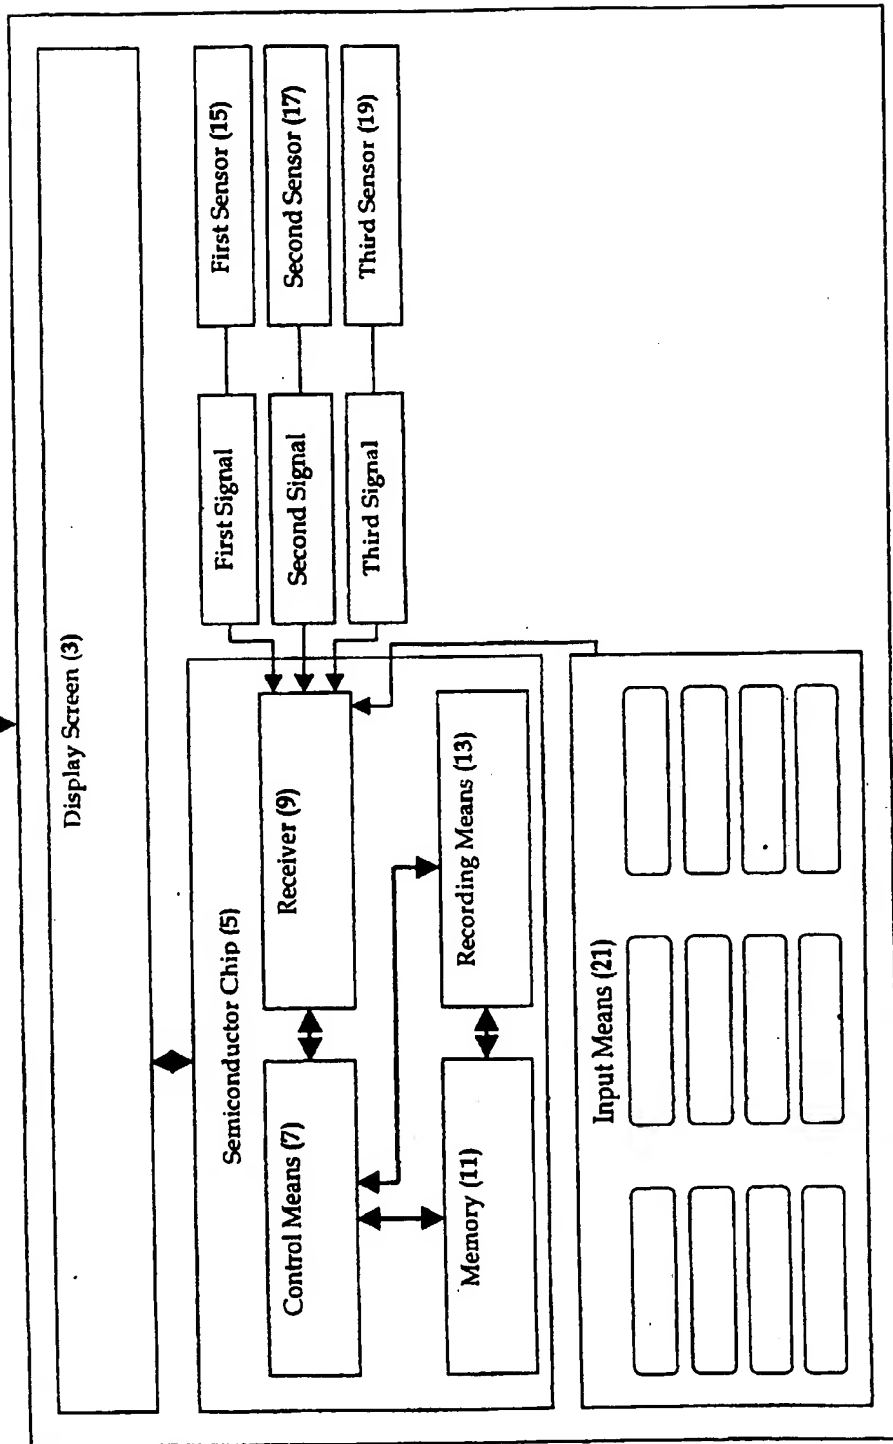 Display Screen (3)
Semiconductor Chip (5)
Control Means (7)
Receiver (9)
Memory (11)
Recording Means (13)
First Signal
Second Signal
Third Signal
First Sensor (15)
Second Sensor (17)
Third Sensor (19)
Input Means (21)